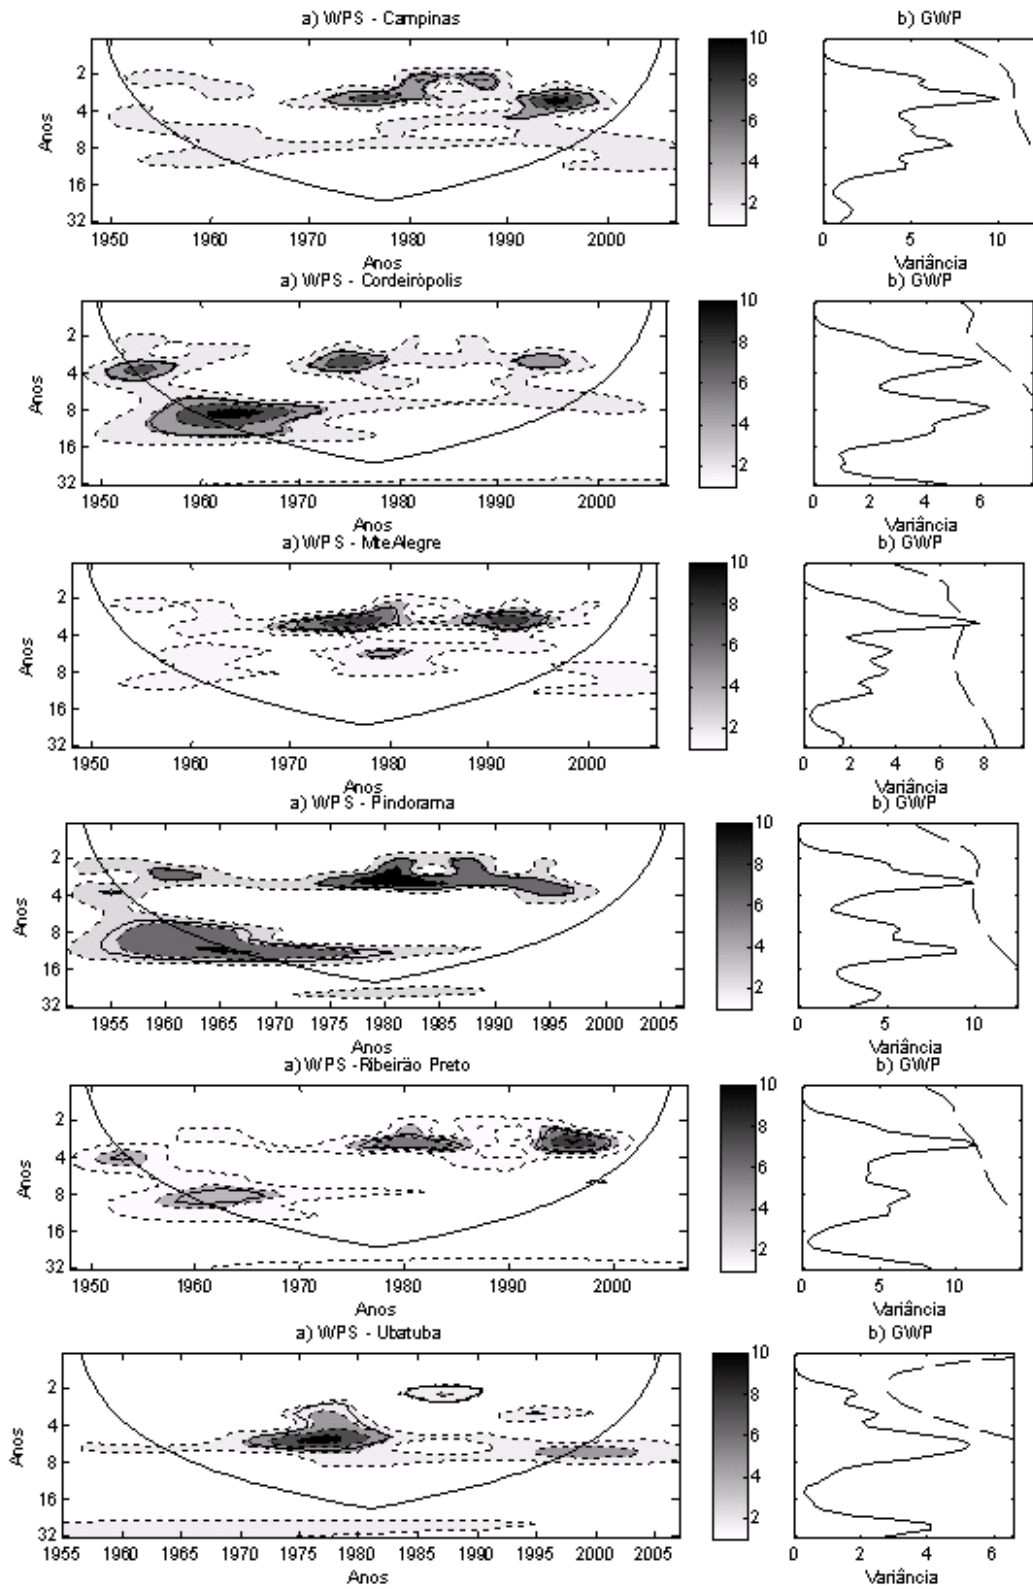 a) WPS - Campinas
b) GWP
10
8
6
4
2
2
4
8
16
32
Anos
1950 1960 1970 1980 1990 2000
Anos
0 5 10
Variância
a) WPS - Cordeirópolis
b) GWP
10
8
6
4
2
2
4
8
16
32
Anos
1950 1960 1970 1980 1990 2000
Anos
0 2 4 6
Variância
a) WPS - MteAlegre
b) GWP
10
8
6
4
2
2
4
8
16
32
Anos
1950 1960 1970 1980 1990 2000
Anos
0 2 4 6 8
Variância
a) WPS - Pindorama
b) GWP
10
8
6
4
2
2
4
8
16
32
Anos
1955 1960 1965 1970 1975 1980 1985 1990 1995 2000 2005
Anos
0 5 10
Variância
a) WPS -Ribeirão Preto
b) GWP
10
8
6
4
2
2
4
8
16
32
Anos
1950 1960 1970 1980 1990 2000
Anos
0 5 10
Variância
a) WPS - Ubatuba
b) GWP
10
8
6
4
2
2
4
8
16
32
Anos
1955 1960 1965 1970 1975 1980 1985 1990 1995 2000 2005
Anos
0 2 4 6
Variância